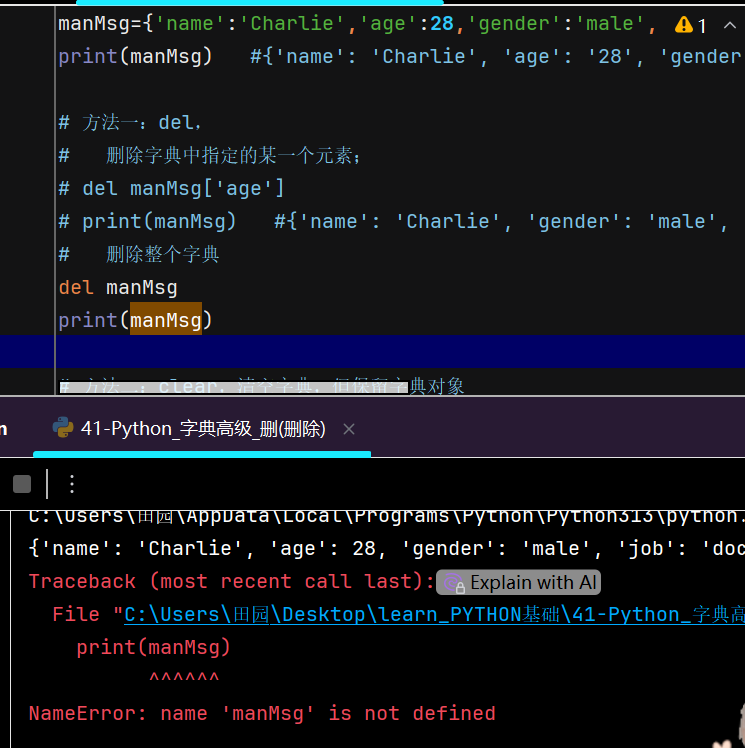 manMsg={'name':'Charlie','age':28,'gender':'male', 1
print(manMsg) #{'name': 'Charlie', 'age': '28', 'gender
# 方法一：del，
# 删除字典中指定的某一个元素；
# del manMsg['age']
# print(manMsg) #{'name': 'Charlie', 'gender': 'male',
# 删除整个字典
del manMsg
print(manMsg)
# 方法二：clear，清空字典，但保留字典对象
n
41-Python_字典高级_删(删除)
C:\Users\田园\AppData\Local\Programs\Python\Python313\python.
{'name': 'Charlie', 'age': 28, 'gender': 'male', 'job': 'doc
Traceback (most recent call last): Explain with AI
File "C:\Users\田园\Desktop\learn_PYTHON基础\41-Python_字典高
print(manMsg)
^^^^^^
NameError: name 'manMsg' is not defined